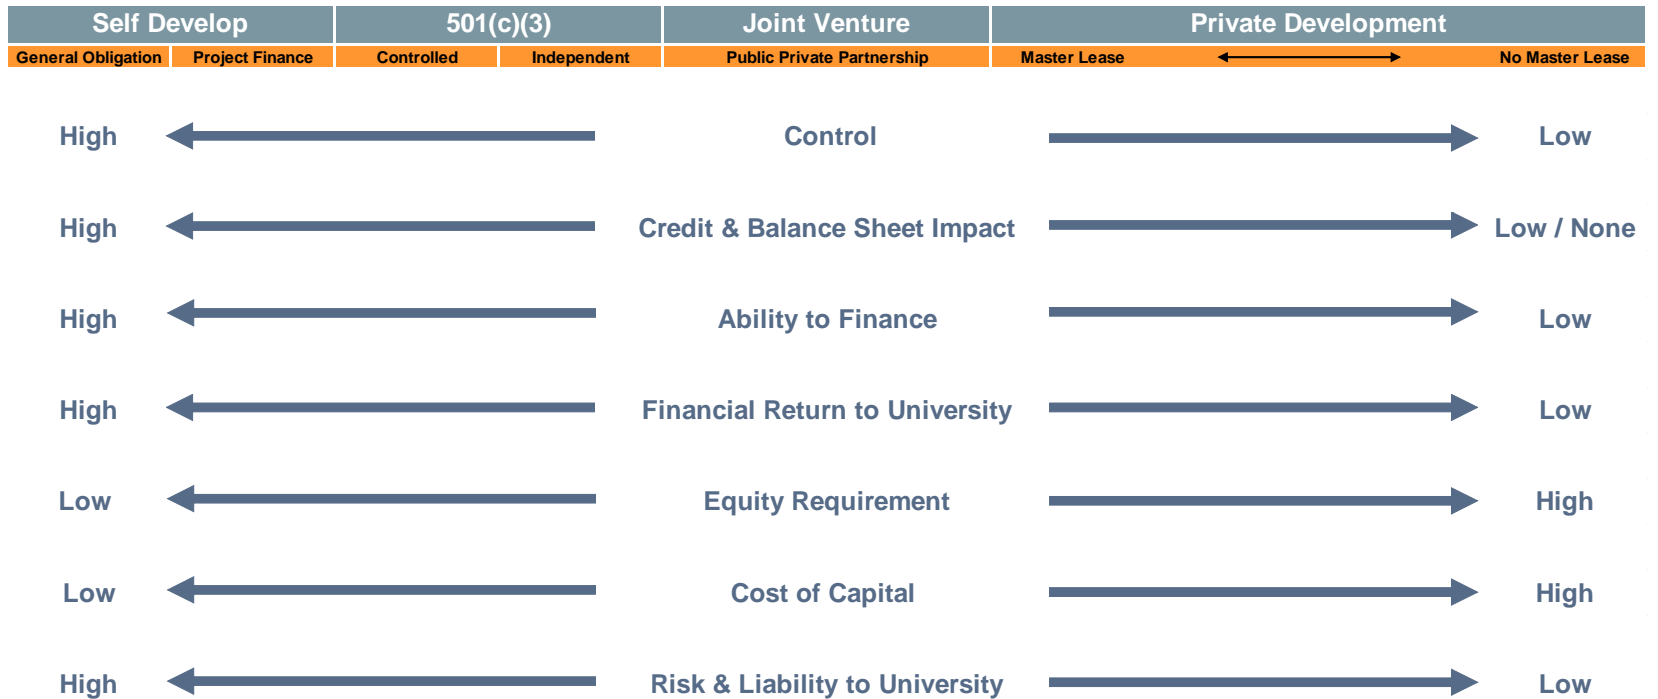 Self Develop 501(c)(3) Joint Venture Private Development
General Obligation Project Finance Controlled Independent Public Private Partnership Master Lease No Master Lease
High Control Low
High Credit & Balance Sheet Impact Low / None
High Ability to Finance Low
High Financial Return to University Low
Low Equity Requirement High
Low Cost of Capital High
High Risk & Liability to University Low